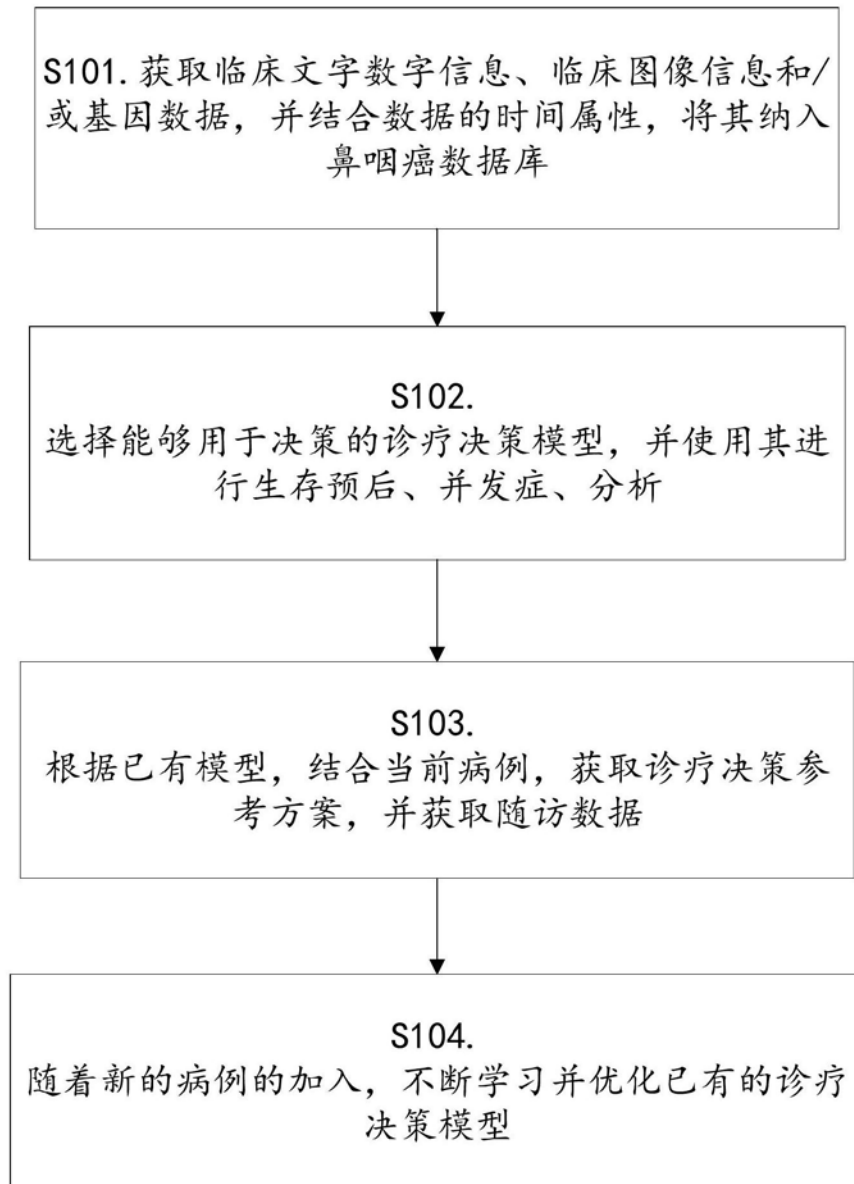 S101.获取临床文字数字信息、临床图像信息和/
或基因数据，并结合数据的时间属性，将其纳入
鼻咽癌数据库
S102.
选择能够用于决策的诊疗决策模型，并使用其进
行生存预后、并发症、分析
S103.
根据已有模型，结合当前病例，获取诊疗决策参
考方案，并获取随访数据
S104.
随着新的病例的加入，不断学习并优化已有的诊疗
决策模型